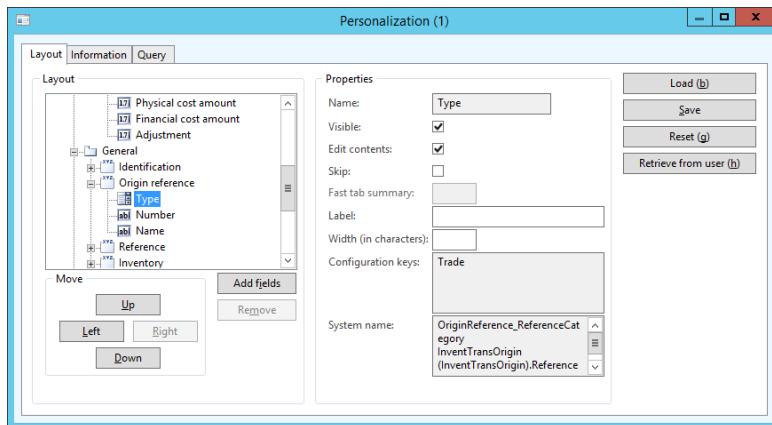 Personalization (1)
Layout Information Query
Layout
Physical cost amount
Financial cost amount
Adjustment
General
Identification
Origin reference
Type
Number
Name
Reference
Inventory
Move
Up
Left Right
Down
Add fields
Remove
Properties
Name: Type
Visible:
Edit contents:
Skip:
Fast tab summary:
Label:
Width (in characters):
Configuration keys: Trade
System name: OriginReference_ReferenceCat
egory
InventTransOrigin
(InventTransOrigin).Reference
Load (b)
Save
Reset (g)
Retrieve from user (h)